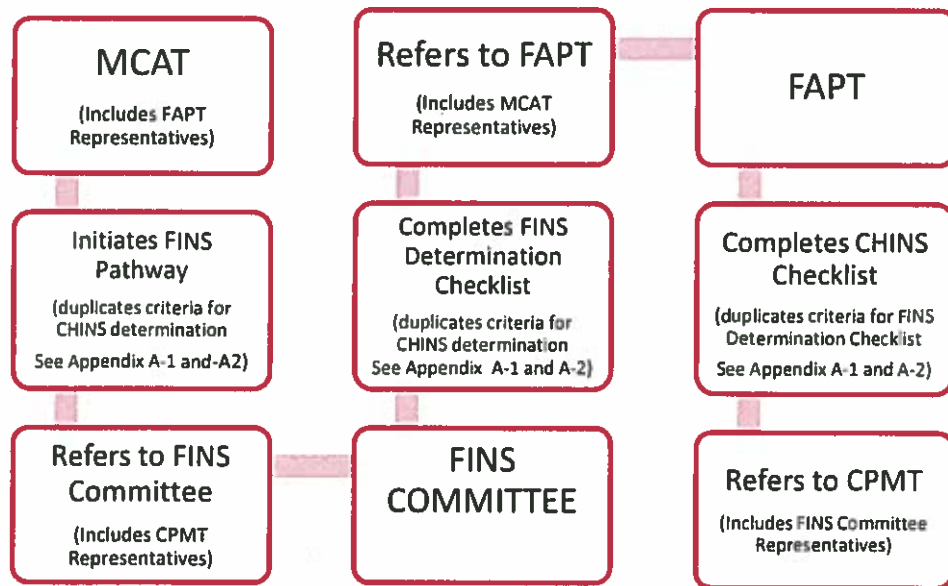 MCAT
(Includes FAPT
Representatives)
Initiates FINS
Pathway
(duplicates criteria for
CHINS determination
See Appendix A-1 and-A2)
Refers to FINS
Committee
(Includes CPMT
Representatives)
FINS
COMMITTEE
Completes FINS
Determination
Checklist
(duplicates criteria for
CHINS determination
See Appendix A-1 and A-2)
Refers to FAPT
(Includes MCAT
Representatives)
FAPT
Completes CHINS
Checklist
(duplicates criteria for FINS
Determination Checklist
See Appendix A-1 and A-2)
Refers to CPMT
(Includes FINS Committee
Representatives)